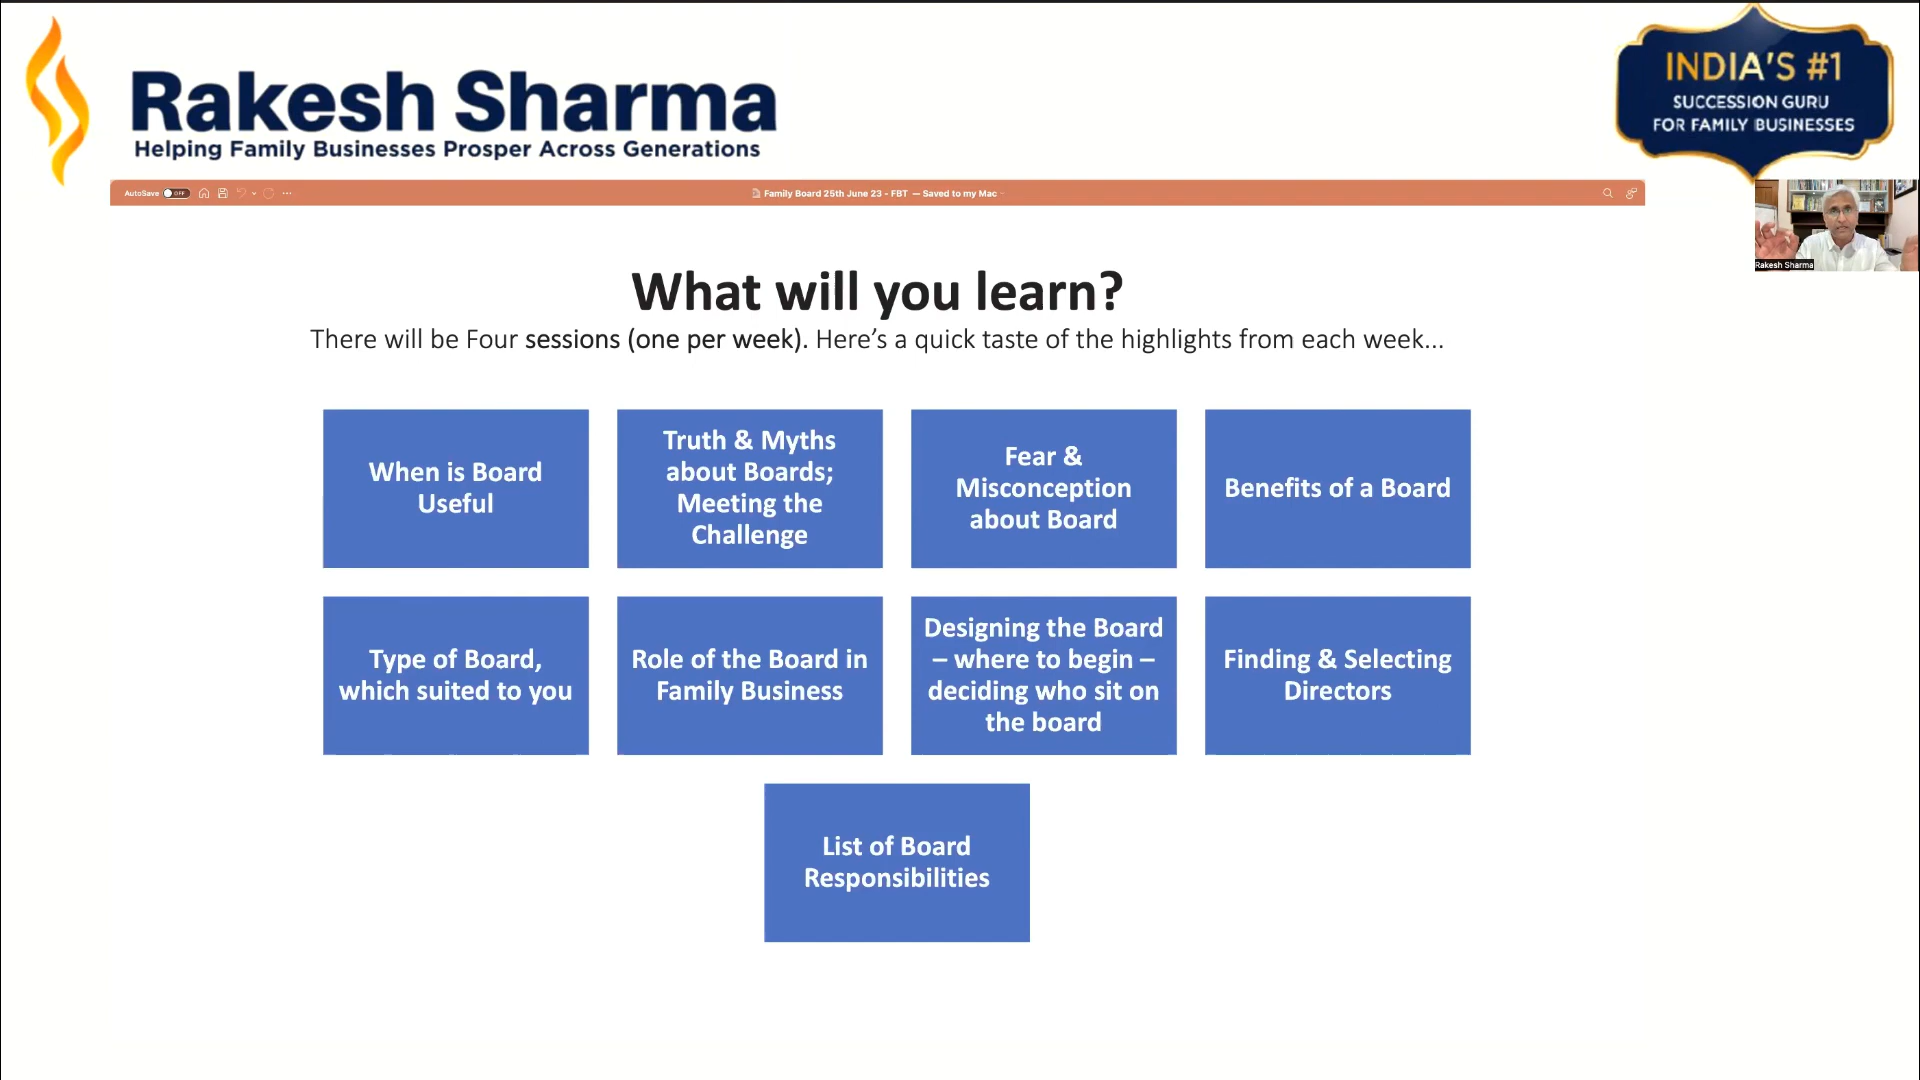 Rakesh Sharma
Helping Family Businesses Prosper Across Generations
INDIA'S #1
SUCCESSION GURU
FOR FAMILY BUSINESSES
AutoSave OFF
Family Board 25th June 23 - FBT — Saved to my Mac
Rakesh Sharma
What will you learn?
There will be Four sessions (one per week). Here’s a quick taste of the highlights from each week...
When is Board
Useful
Truth & Myths
about Boards;
Meeting the
Challenge
Fear &
Misconception
about Board
Benefits of a Board
Type of Board,
which suited to you
Role of the Board in
Family Business
Designing the Board
– where to begin –
deciding who sit on
the board
Finding & Selecting
Directors
List of Board
Responsibilities